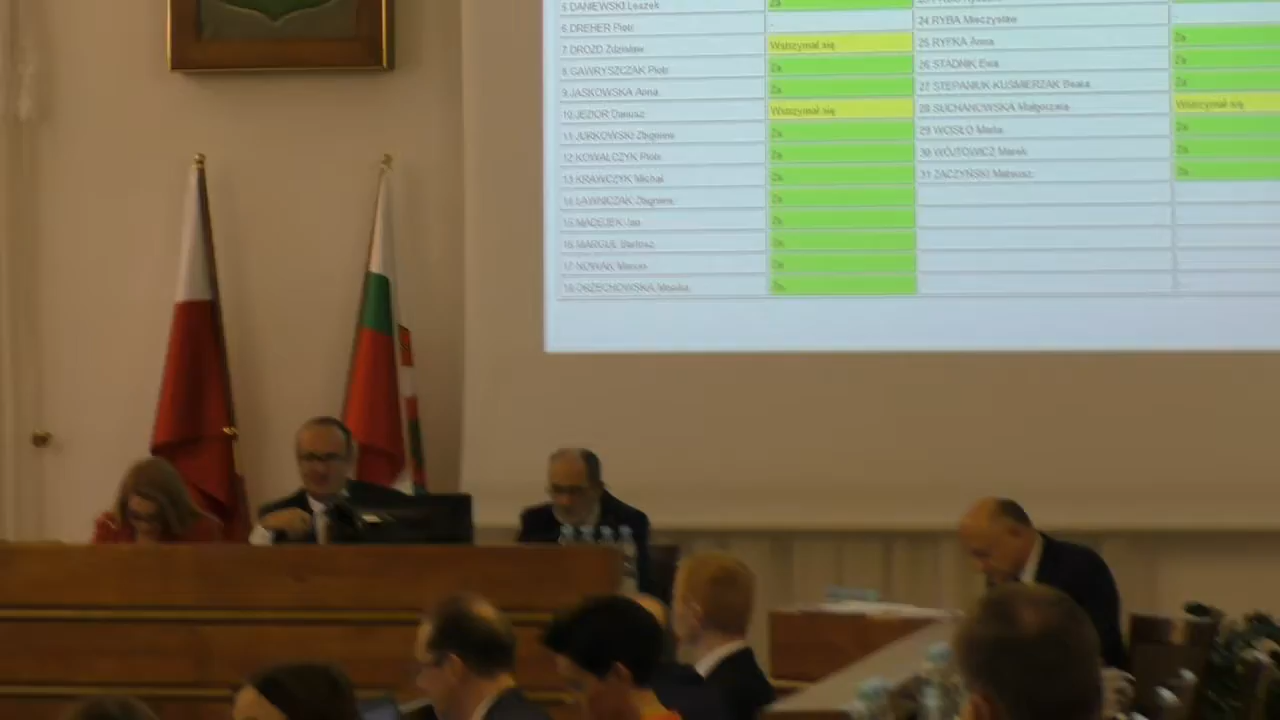 5 DANIEWSKI Leszek Za
6 DREHER Piotr -
7 DROZD Zdzisław Wstrzymał się
8 GAWRYSZCZAK Piotr Za
9 JASKOWSKA Anna Za
10 JEZIOR Dariusz Wstrzymał się
11 JURKOWSKI Zbigniew Za
12 KOWALCZYK Piotr Za
13 KRAWCZYK Michał Za
14 ŁAWNICZAK Zbigniew Za
15 MADEJEK Jan Za
16 MARGUL Bartosz Za
17 NOWAK Marcin Za
18 ORZECHOWSKA Monika Za
24 RYBA Mieczysław -
25 RYFKA Anna Za
26 STADNIK Ewa Za
27 STEPANIUK KUŚMIERZAK Beata Za
28 SUCHANOWSKA Małgorzata Wstrzymał się
29 WCISŁO Marta Za
30 WÓJTOWICZ Marek Za
31 ZACZYŃSKI Mateusz Za